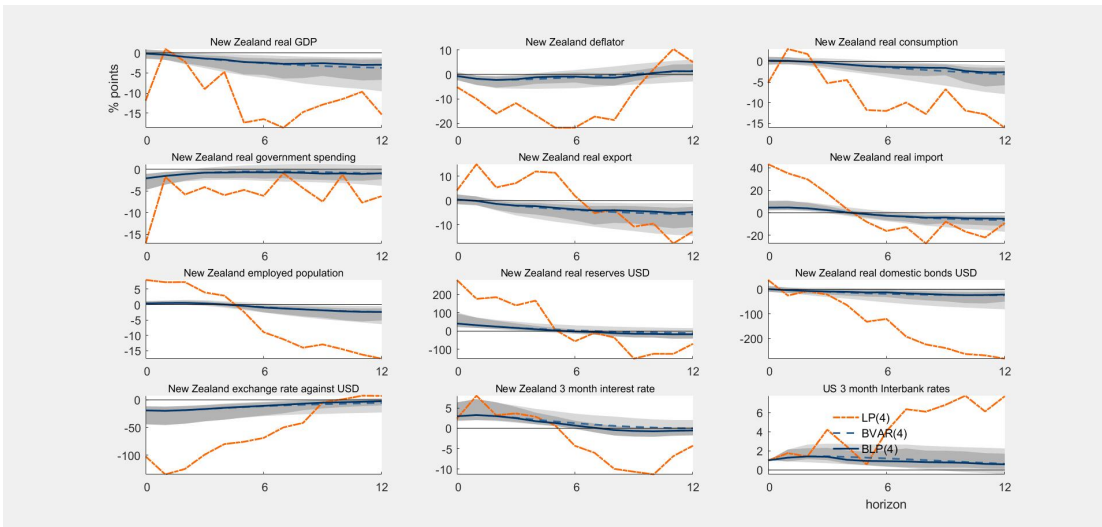 New Zealand real GDP
0
-5
-10
-15
% points
0 6 12
New Zealand deflator
10
0
-10
-20
0 6 12
New Zealand real consumption
0
-5
-10
-15
0 6 12
New Zealand real government spending
0
-5
-10
-15
0 6 12
New Zealand real export
10
0
-10
0 6 12
New Zealand real import
40
20
0
-20
0 6 12
New Zealand employed population
5
0
-5
-10
-15
0 6 12
New Zealand real reserves USD
200
100
0
-100
0 6 12
New Zealand real domestic bonds USD
0
-100
-200
0 6 12
New Zealand exchange rate against USD
0
-50
-100
0 6 12
New Zealand 3 month interest rate
5
0
-5
-10
0 6 12
US 3 month Interbank rates
6
4
2
0
LP(4)
BVAR(4)
BLP(4)
0 6 12
horizon